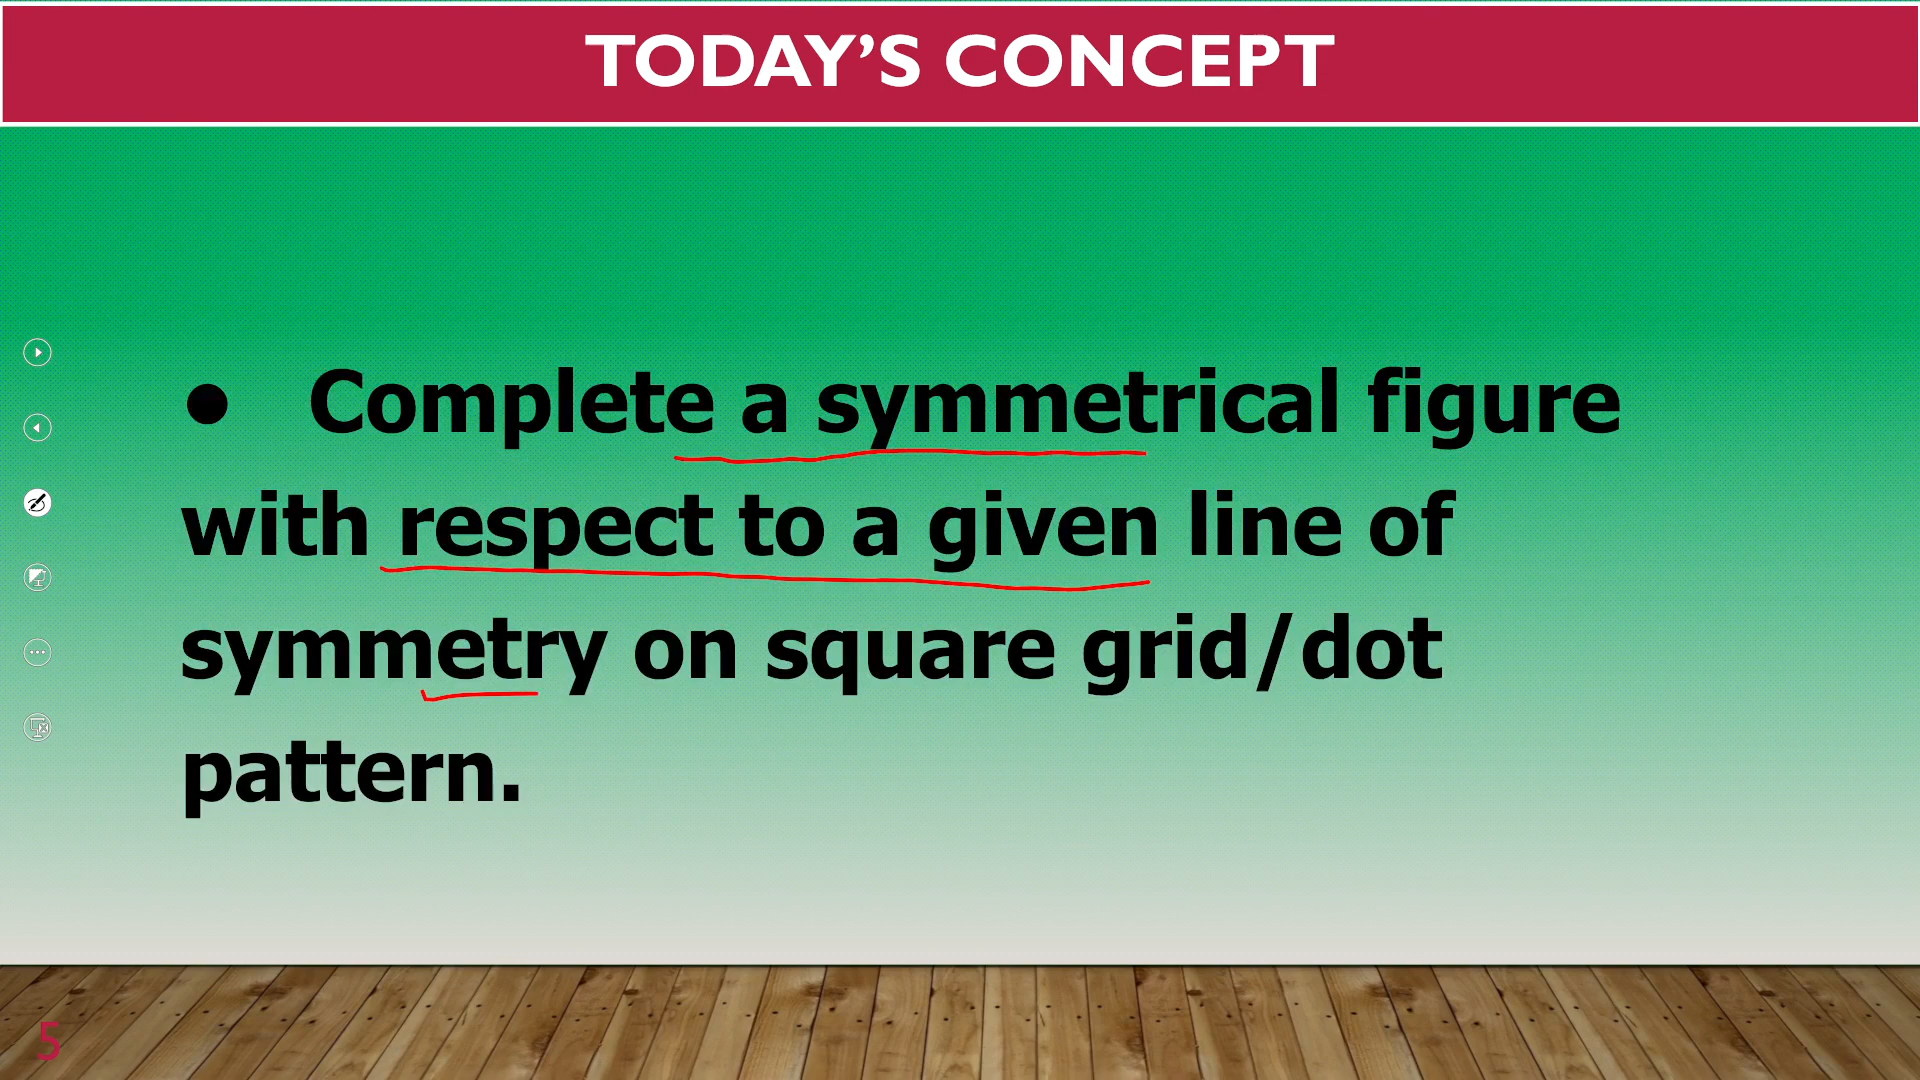 TODAY’S CONCEPT
● Complete a symmetrical figure
with respect to a given line of
symmetry on square grid/dot
pattern.
5